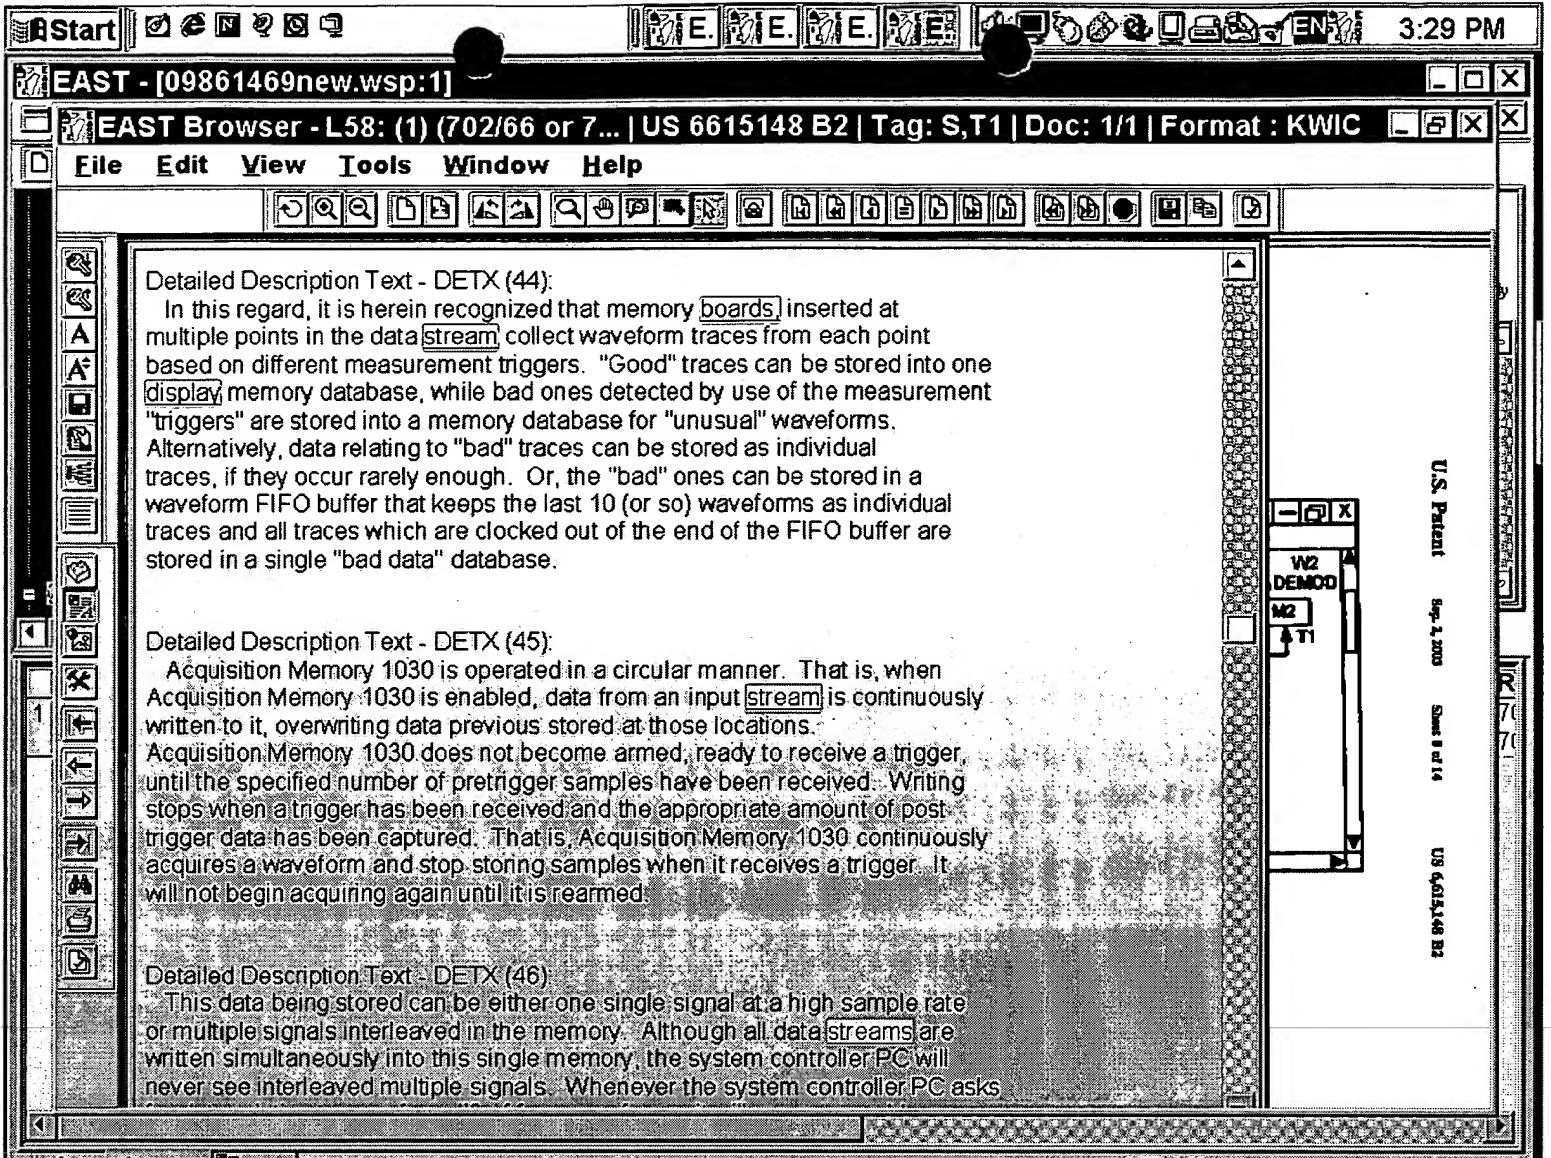 Start
E.
E.
E.
E.
EN
3:29 PM
EAST - [09861469new.wsp:1]
EAST Browser - L58: (1) (702/66 or 7... | US 6615148 B2 | Tag: S,T1 | Doc: 1/1 | Format : KWIC
File Edit View Tools Window Help
Detailed Description Text - DETX (44):
In this regard, it is herein recognized that memory boards, inserted at
multiple points in the data stream collect waveform traces from each point
based on different measurement triggers. "Good" traces can be stored into one
display memory database, while bad ones detected by use of the measurement
"triggers" are stored into a memory database for "unusual" waveforms.
Alternatively, data relating to "bad" traces can be stored as individual
traces, if they occur rarely enough. Or, the "bad" ones can be stored in a
waveform FIFO buffer that keeps the last 10 (or so) waveforms as individual
traces and all traces which are clocked out of the end of the FIFO buffer are
stored in a single "bad data" database.
Detailed Description Text - DETX (45):
Acquisition Memory 1030 is operated in a circular manner. That is, when
Acquisition Memory 1030 is enabled, data from an input stream is continuously
written to it, overwriting data previous stored at those locations.
Acquisition Memory 1030 does not become armed, ready to receive a trigger,
until the specified number of pretrigger samples have been received. Writing
stops when a trigger has been received and the appropriate amount of post-
trigger data has been captured. That is, Acquisition Memory 1030 continuously
acquires a waveform and stop storing samples when it receives a trigger. It
will not begin acquiring again until it is rearmed.
Detailed Description Text - DETX (46):
This data being stored can be either one single signal at a high sample rate
or multiple signals interleaved in the memory. Although all data streams are
written simultaneously into this single memory, the system controller PC will
never see interleaved multiple signals. Whenever the system controller PC asks
W2
DEMOD
M2
T1
U.S. Patent
Sep. 2, 2003
Sheet 8 of 14
US 6,615,148 B2
1
R
70
70